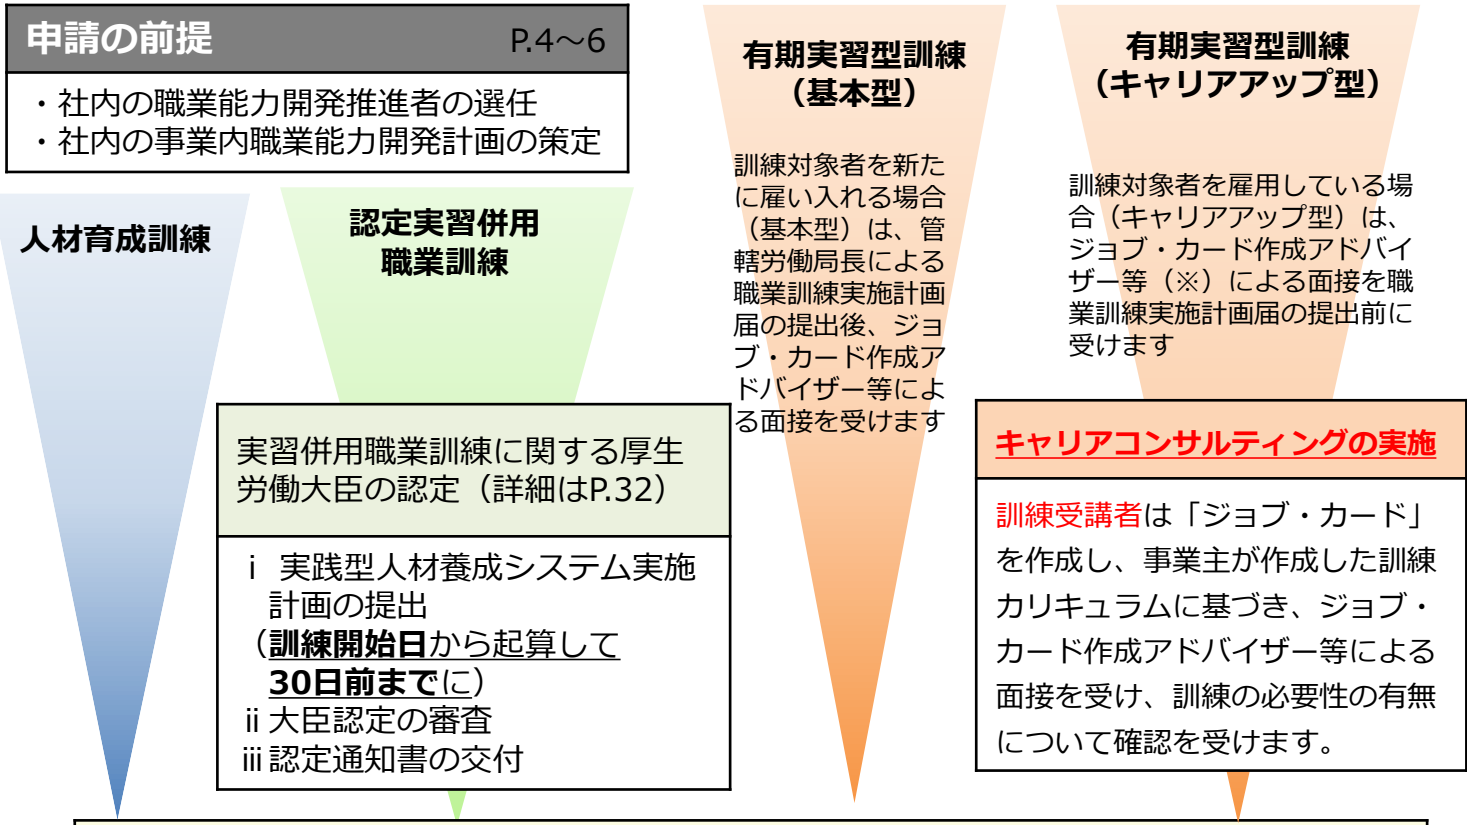 申請の前提 P.4～6
・社内の職業能力開発推進者の選任
・社内の事業内職業能力開発計画の策定
人材育成訓練
認定実習併用
職業訓練
実習併用職業訓練に関する厚生
労働大臣の認定（詳細はP.32）
ⅰ 実践型人材養成システム実施
計画の提出
（訓練開始日から起算して
30日前までに）
ⅱ 大臣認定の審査
ⅲ 認定通知書の交付
有期実習型訓練
（基本型）
訓練対象者を新た
に雇い入れる場合
（基本型）は、管
轄労働局長による
職業訓練実施計画
届の提出後、ジョ
ブ・カード作成ア
ドバイザー等によ
る面接を受けます
有期実習型訓練
（キャリアアップ型）
訓練対象者を雇用している場
合（キャリアアップ型）は、
ジョブ・カード作成アドバイ
ザー等（※）による面接を職
業訓練実施計画届の提出前に
受けます
キャリアコンサルティングの実施
訓練受講者は「ジョブ・カード」
を作成し、事業主が作成した訓練
カリキュラムに基づき、ジョブ・
カード作成アドバイザー等による
面接を受け、訓練の必要性の有無
について確認を受けます。